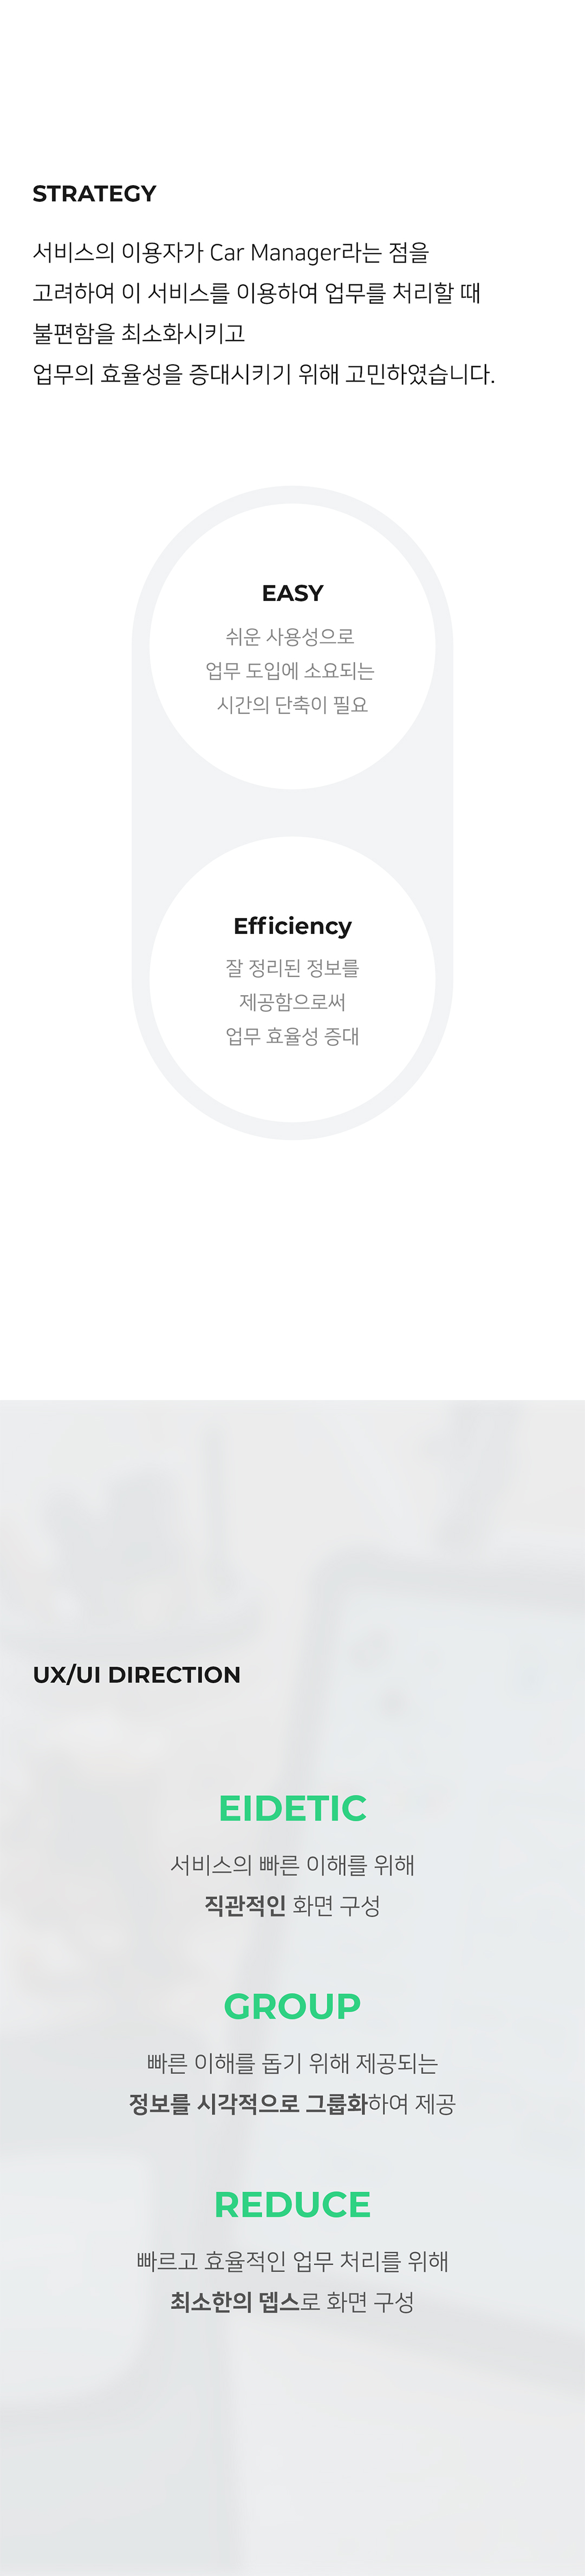 STRATEGY
서비스의 이용자가 Car Manager라는 점을
고려하여 이 서비스를 이용하여 업무를 처리할 때
불편함을 최소화시키고
업무의 효율성을 증대시키기 위해 고민하였습니다.
EASY
쉬운 사용성으로
업무 도입에 소요되는
시간의 단축이 필요
Efficiency
잘 정리된 정보를
제공함으로써
업무 효율성 증대
UX/UI DIRECTION
EIDETIC
서비스의 빠른 이해를 위해
직관적인 화면 구성
GROUP
빠른 이해를 돕기 위해 제공되는
정보를 시각적으로 그룹화하여 제공
REDUCE
빠르고 효율적인 업무 처리를 위해
최소한의 뎁스로 화면 구성